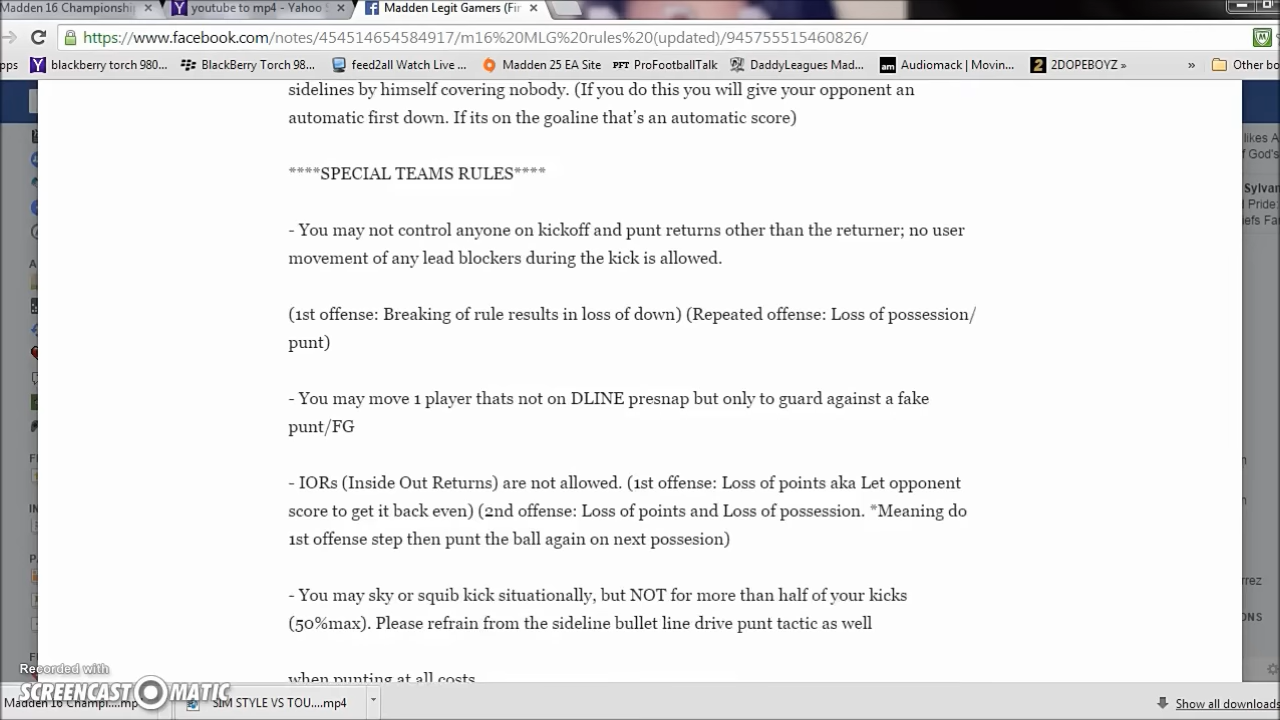 Madden 16 Championshi
youtube to mp4 - Yahoo S
Madden Legit Gamers (Fir
https://www.facebook.com/notes/454514654584917/m16%20MLG%20rules%20(updated)/945755515460826/
pps
blackberry torch 980...
BlackBerry Torch 98...
feed2all Watch Live ...
Madden 25 EA Site
PFT ProFootballTalk
DaddyLeagues Mad...
am Audiomack | Movin...
2 2DOPEBOYZ
»
Other bo
sidelines by himself covering nobody. (If you do this you will give your opponent an
automatic first down. If its on the goaline that's an automatic score)
likes A
f God's
****SPECIAL TEAMS RULES****
Sylvan
d Pride:
iefs Fa
- You may not control anyone on kickoff and punt returns other than the returner; no user
movement of any lead blockers during the kick is allowed.
(1st offense: Breaking of rule results in loss of down) (Repeated offense: Loss of possession/
punt)
- You may move 1 player thats not on DLINE presnap but only to guard against a fake
punt/FG
- IORs (Inside Out Returns) are not allowed. (1st offense: Loss of points aka Let opponent
score to get it back even) (2nd offense: Loss of points and Loss of possession. *Meaning do
1st offense step then punt the ball again on next possesion)
- You may sky or squib kick situationally, but NOT for more than half of your kicks
rrez
(50%max). Please refrain from the sideline bullet line drive punt tactic as well
ONS
when punting at all costs
Recorded with
SCREENCAST MATIC
Madden 16 Champi....mp
SIM STYLE VS TOU....mp4
Show all downloads